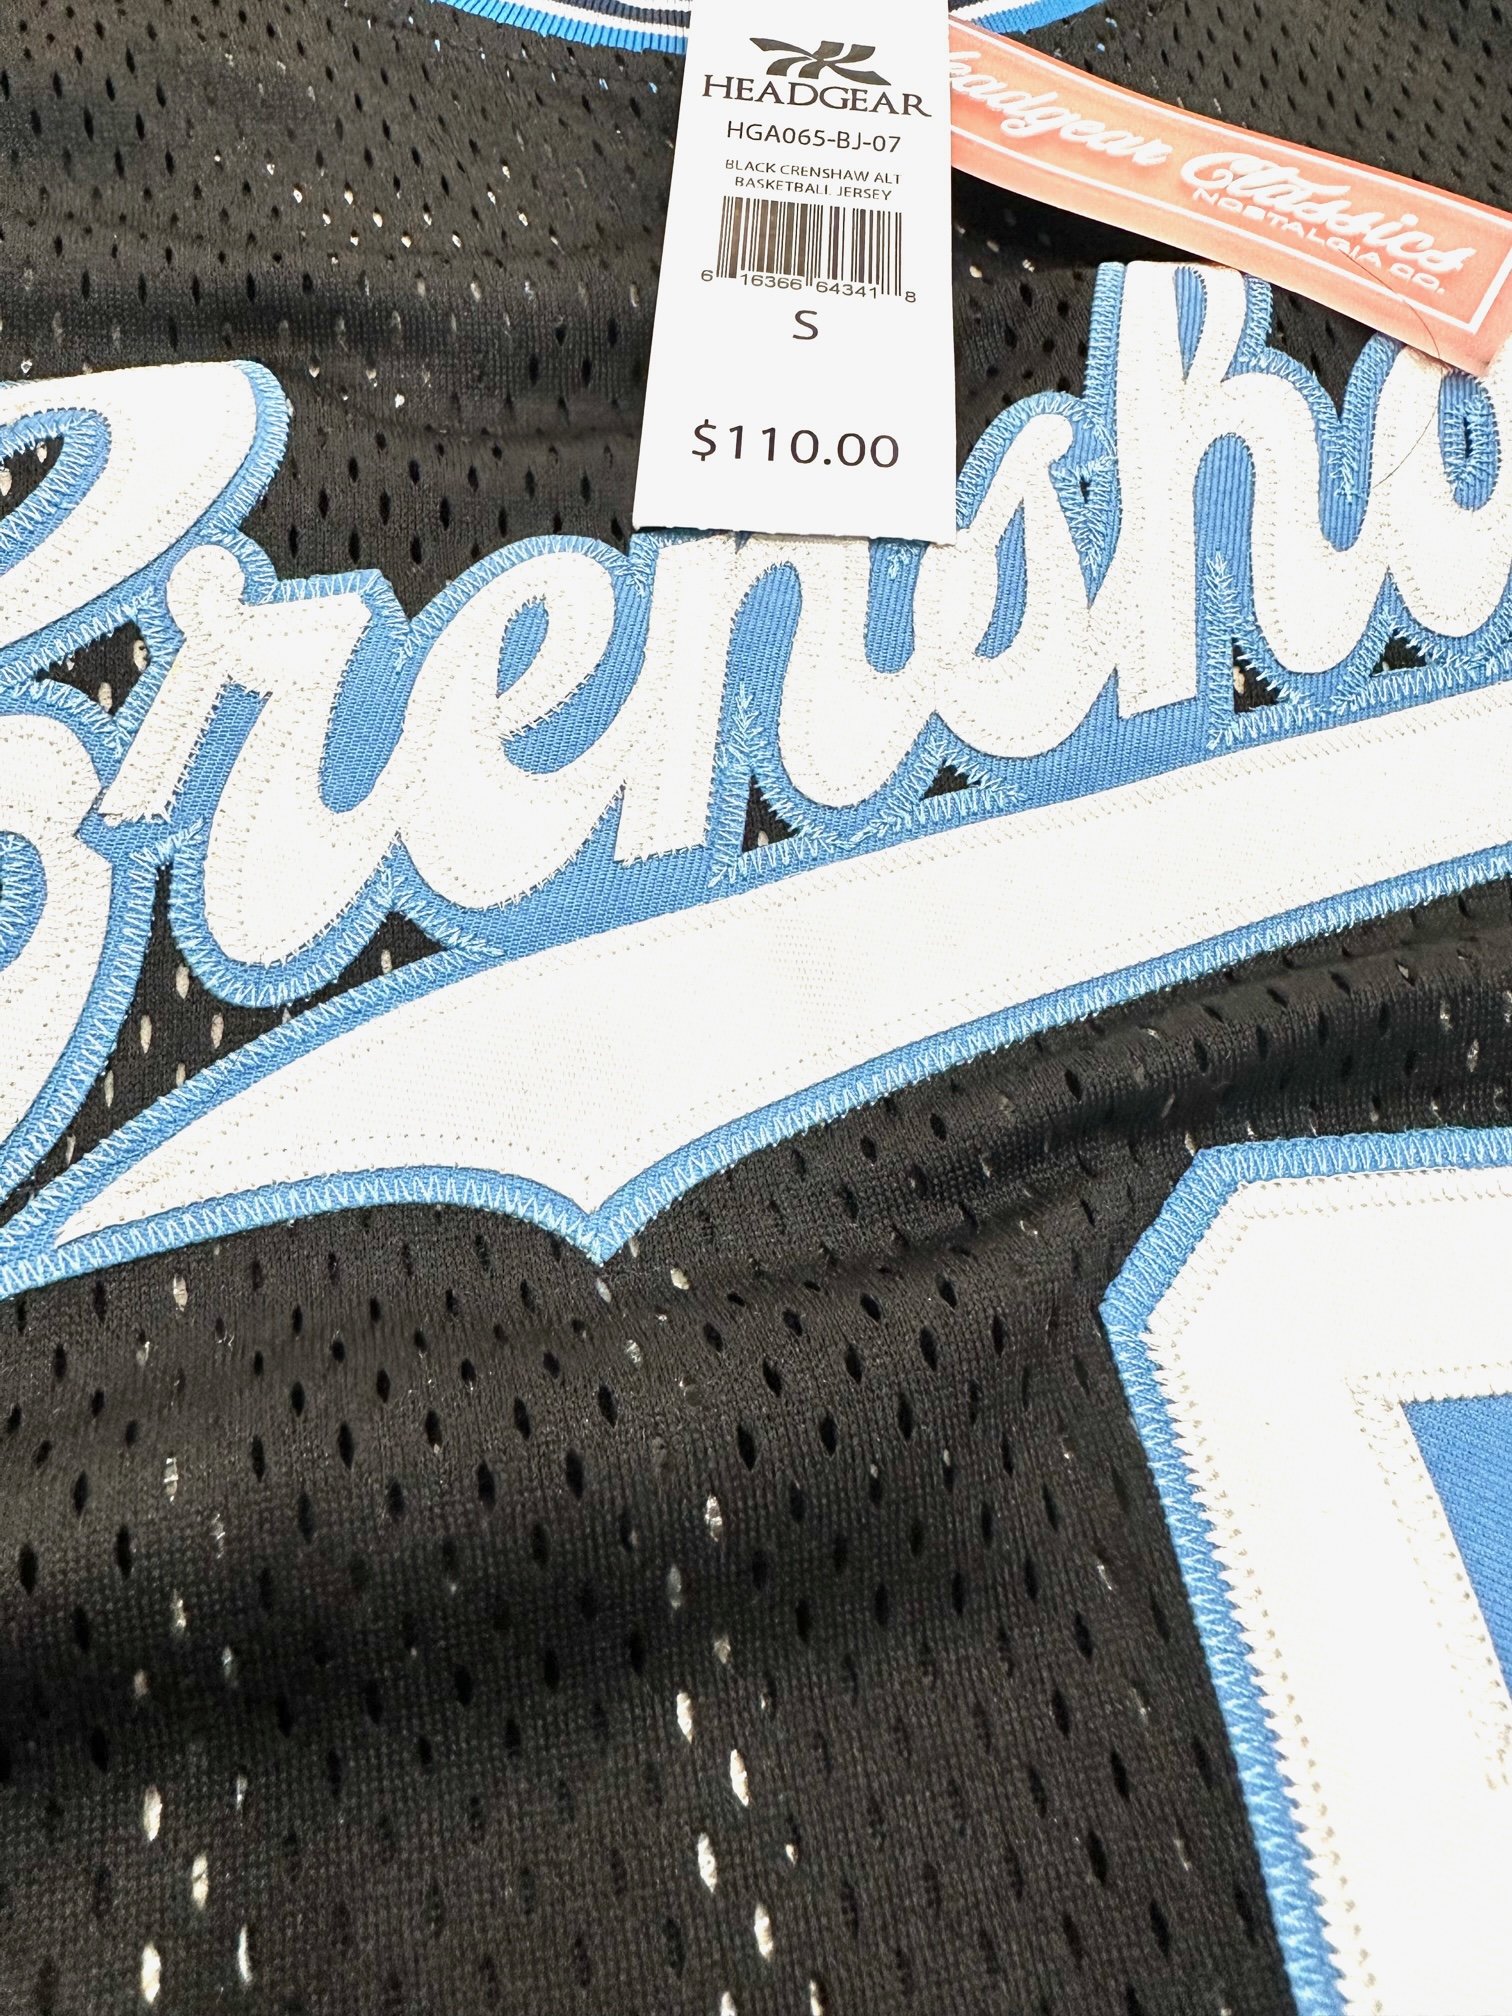 HEADGEAR
HGA065-BJ-07
BLACK CRENSHAW ALT
BASKETBALL JERSEY
6 16366 64341 8
S
$110.00
Headgear Classics
NOSTALGIA CO.
Crensha